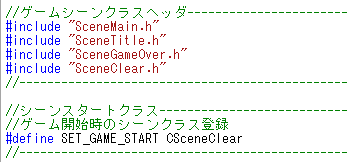 //ゲームシーンクラスヘッダ------------------------
#include "SceneMain.h"
#include "SceneTitle.h"
#include "SceneGameOver.h"
#include "SceneClear.h"
//---------------------------------------------

//シーンスタートクラス---------------------------
//ゲーム開始時のシーンクラス登録
#define SET_GAME_START CSceneClear
//---------------------------------------------